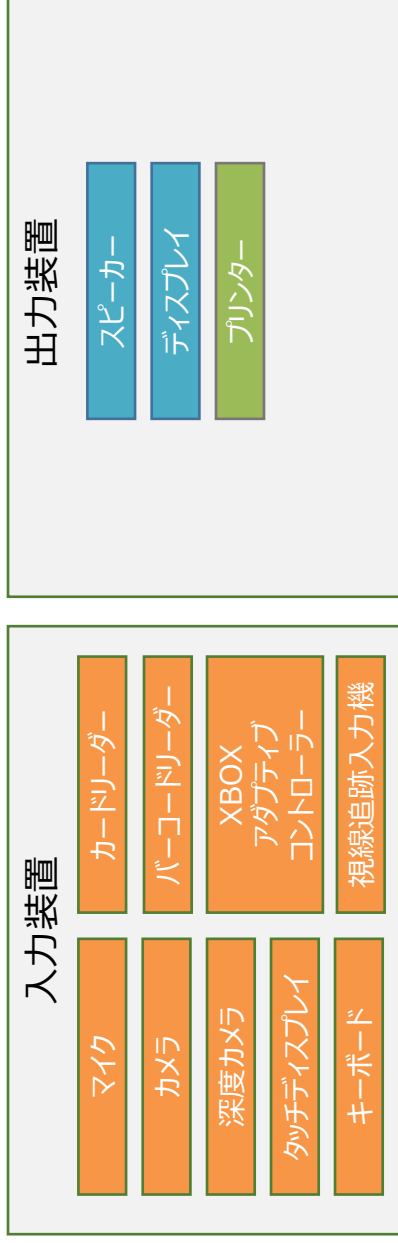 入力装置
マイク
カメラ
深度カメラ
タッチディスプレイ
キーボード
カードリーダー
バーコードリーダー
XBOX
アダプティブ
コントローラー
視線追跡入力機
出力装置
スピーカー
ディスプレイ
プリンター